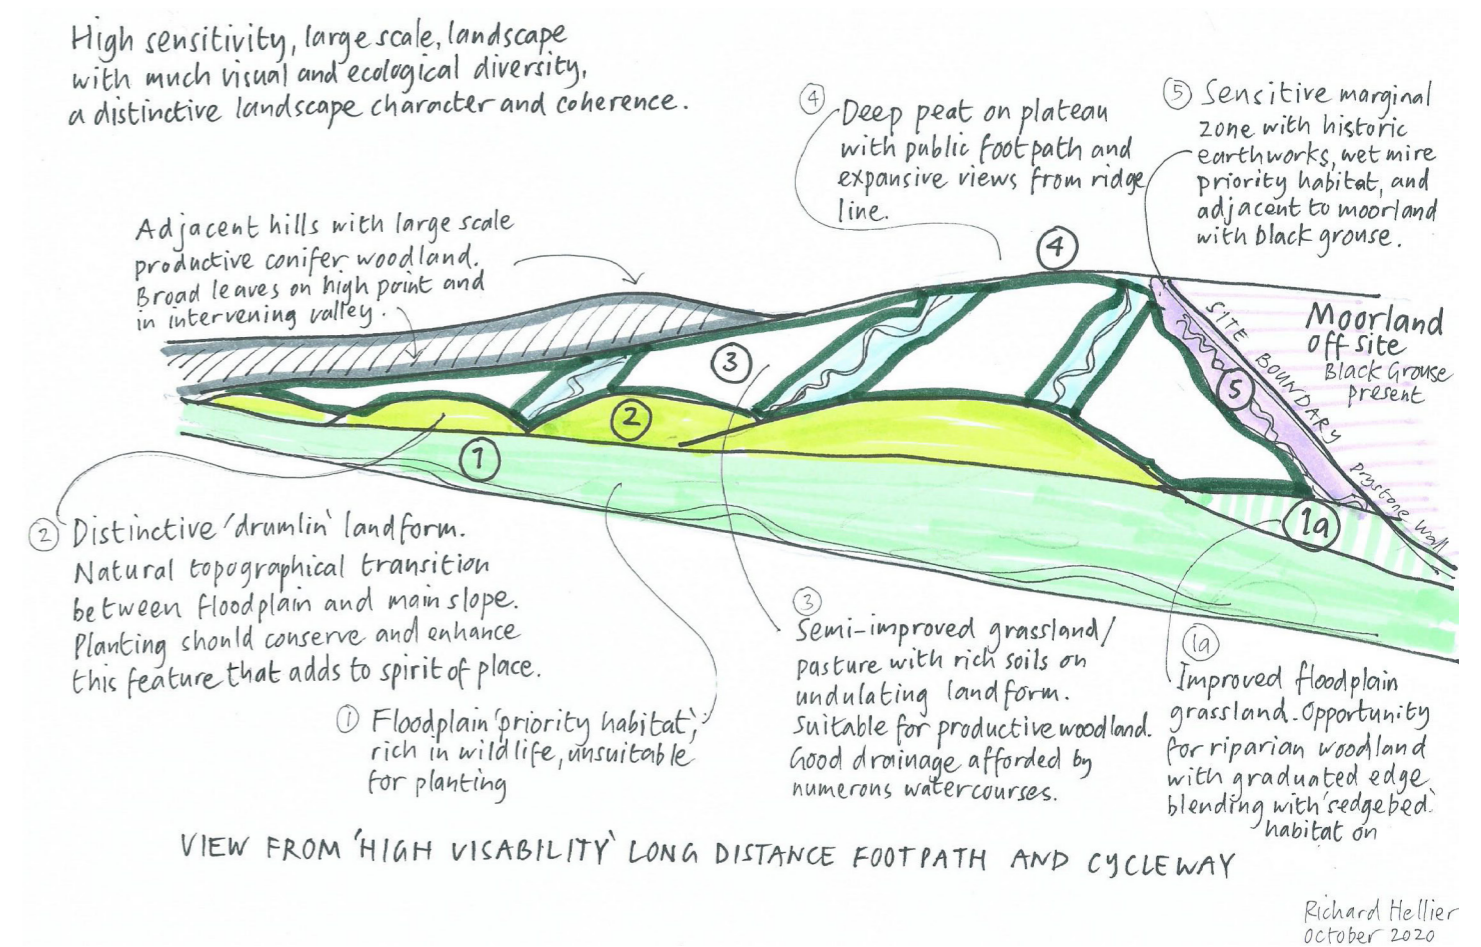 High sensitivity, large scale, landscape
with much visual and ecological diversity,
a distinctive landscape character and coherence.
④ Deep peat on plateau
with public footpath and
expansive views from ridge
line.
⑤ Sensitive marginal
zone with historic
earthworks, wet mire
priority habitat, and
adjacent to moorland
with black grouse.
Adjacent hills with large scale
productive conifer woodland.
Broad leaves on high point and
in intervening valley.
④
③
②
①
⑤
1a
SITE BOUNDARY
Drystone wall
Moorland
Off site
Black Grouse
present
② Distinctive 'drumlin' landform.
Natural topographical transition
between floodplain and main slope.
Planting should conserve and enhance
this feature that adds to spirit of place.
① Floodplain 'priority habitat',
rich in wildlife, unsuitable
for planting
③
Semi-improved grassland/
pasture with rich soils on
undulating landform.
Suitable for productive woodland.
Good drainage afforded by
numerous watercourses.
1a
Improved floodplain
grassland. Opportunity
for riparian woodland
with graduated edge
blending with 'sedgebed'
habitat on
VIEW FROM 'HIGH VISABILITY' LONG DISTANCE FOOTPATH AND CYCLEWAY
Richard Hellier
October 2020